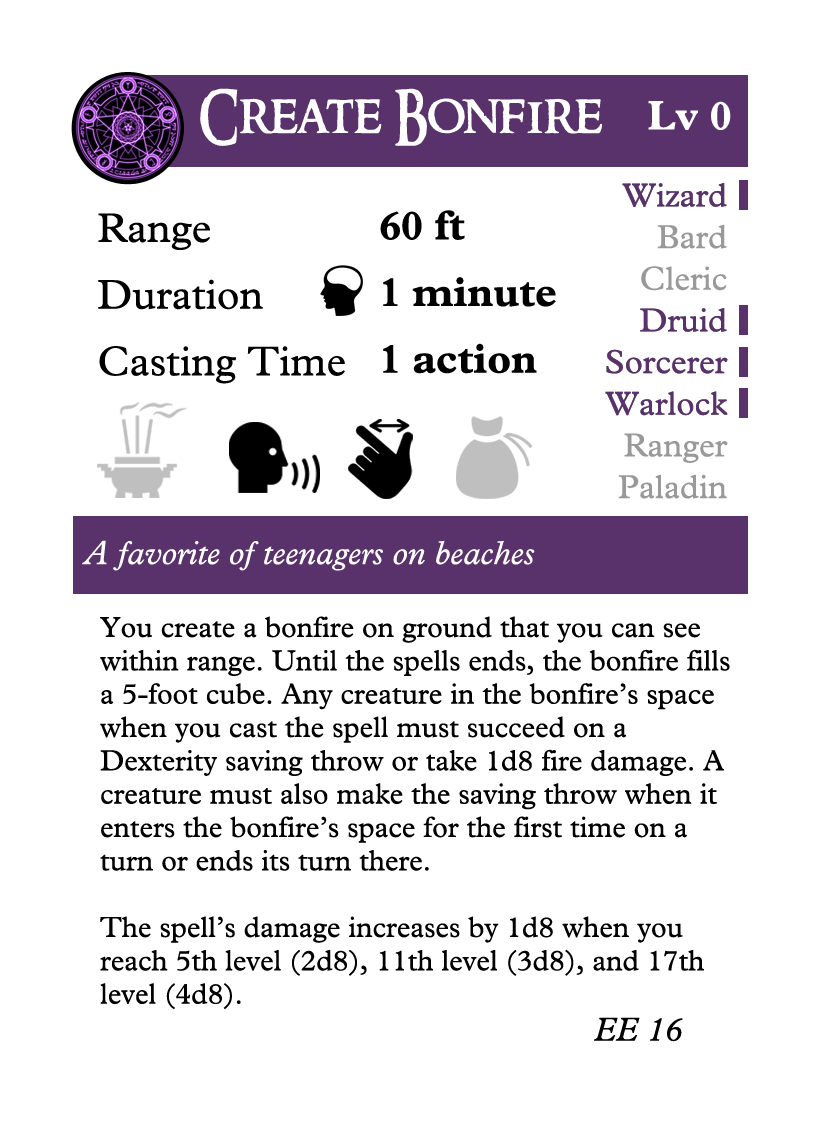 CREATE BONFIRE Lv 0
Wizard
Range 60 ft
Bard
Cleric
Duration 1 minute
Druid
Casting Time 1 action
Sorcerer
Warlock
Ranger
Paladin
A favorite of teenagers on beaches
You create a bonfire on ground that you can see
within range. Until the spells ends, the bonfire fills
a 5-foot cube. Any creature in the bonfire’s space
when you cast the spell must succeed on a
Dexterity saving throw or take 1d8 fire damage. A
creature must also make the saving throw when it
enters the bonfire’s space for the first time on a
turn or ends its turn there.
The spell’s damage increases by 1d8 when you
reach 5th level (2d8), 11th level (3d8), and 17th
level (4d8).
EE 16